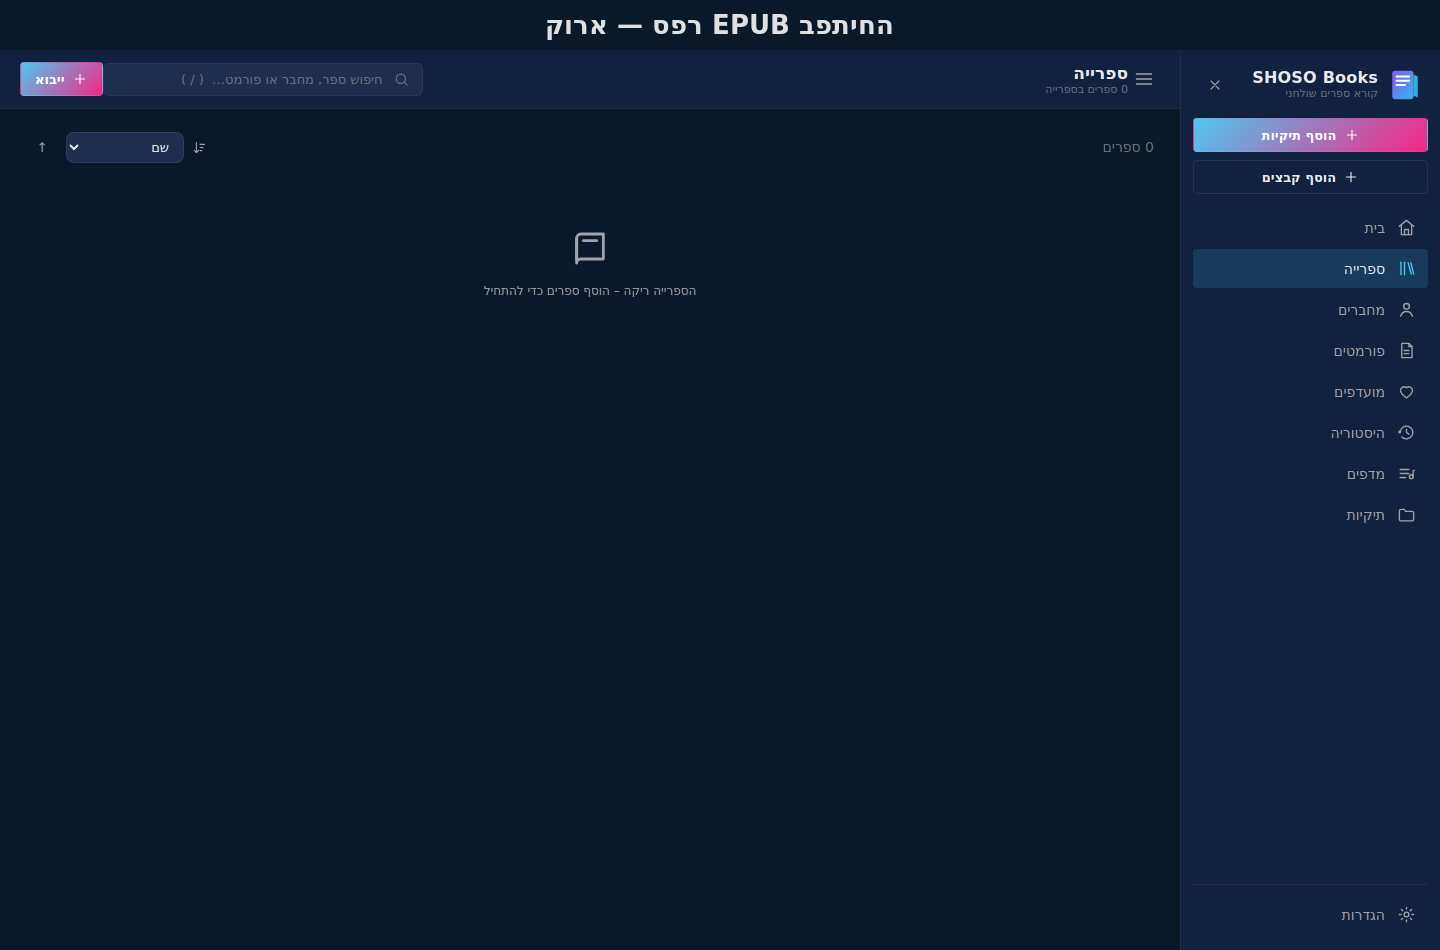 החיתפב EPUB רפס — ארוק
SHOSO Books
קורא ספרים שולחני
הוסף תיקיות
הוסף קבצים
בית
ספרייה
מחברים
פורמטים
מועדפים
היסטוריה
מדפים
תיקיות
הגדרות
ספרייה
0 ספרים בספרייה
חיפוש ספר, מחבר או פורמט… ( / )
ייבוא
0 ספרים
שם
↑
הספרייה ריקה – הוסף ספרים כדי להתחיל